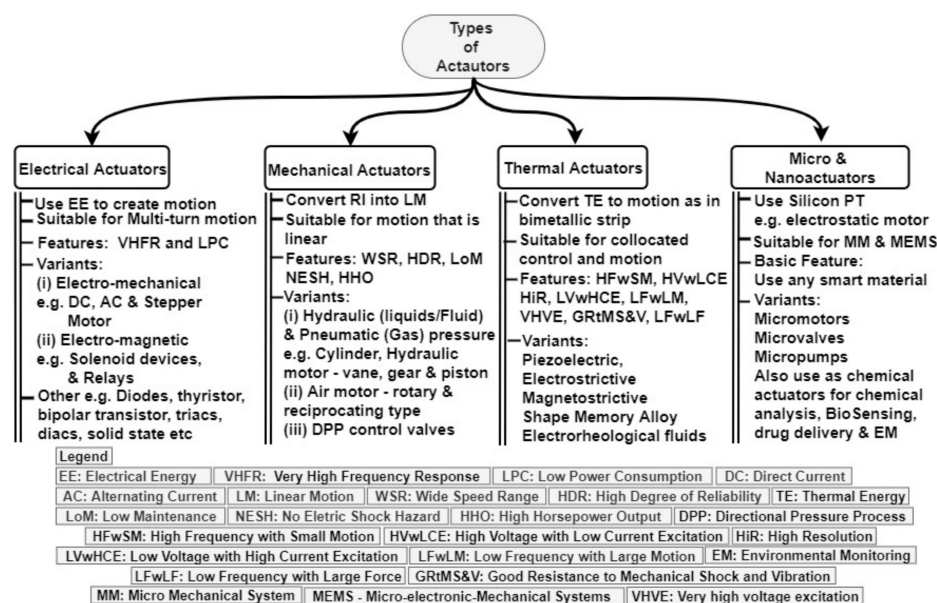 Types
of
Actautors
Electrical Actuators
Use EE to create motion
Suitable for Multi-turn motion
Features: VHFR and LPC
Variants:
(i) Electro-mechanical
e.g. DC, AC & Stepper
Motor
(ii) Electro-magnetic
e.g. Solenoid devices,
& Relays
Other e.g. Diodes, thyristor,
bipolar transistor, triacs,
diacs, solid state etc
Mechanical Actuators
Convert RI into LM
Suitable for motion that is
linear
Features: WSR, HDR, LoM
NESH, HHO
Variants:
(i) Hydraulic (liquids/Fluid)
& Pneumatic (Gas) pressure
e.g. Cylinder, Hydraulic
motor - vane, gear & piston
(ii) Air motor - rotary &
reciprocating type
(iii) DPP control valves
Thermal Actuators
Convert TE to motion as in
bimetallic strip
Suitable for collocated
control and motion
Features: HFwSM, HVwLCE
HiR, LVwHCE, LFwLM,
VHVE, GRtMS&V, LFwLF
Variants:
Piezoelectric,
Electrostrictive
Magnetostrictive
Shape Memory Alloy
Electrorheological fluids
Micro &
Nanoactuators
Use Silicon PT
e.g. electrostatic motor
Suitable for MM & MEMS
Basic Feature:
Use any smart material
Variants:
Micromotors
Microvalves
Micropumps
Also use as chemical
actuators for chemical
analysis, BioSensing,
drug delivery & EM
Legend
EE: Electrical Energy VHFR: Very High Frequency Response LPC: Low Power Consumption DC: Direct Current
AC: Alternating Current LM: Linear Motion WSR: Wide Speed Range HDR: High Degree of Reliability TE: Thermal Energy
LoM: Low Maintenance NESH: No Eletric Shock Hazard HHO: High Horsepower Output DPP: Directional Pressure Process
HFwSM: High Frequency with Small Motion HVwLCE: High Voltage with Low Current Excitation HiR: High Resolution
LVwHCE: Low Voltage with High Current Excitation LFwLM: Low Frequency with Large Motion EM: Environmental Monitoring
LFwLF: Low Frequency with Large Force GRtMS&V: Good Resistance to Mechanical Shock and Vibration
MM: Micro Mechanical System MEMS - Micro-electronic-Mechanical Systems VHVE: Very high voltage excitation